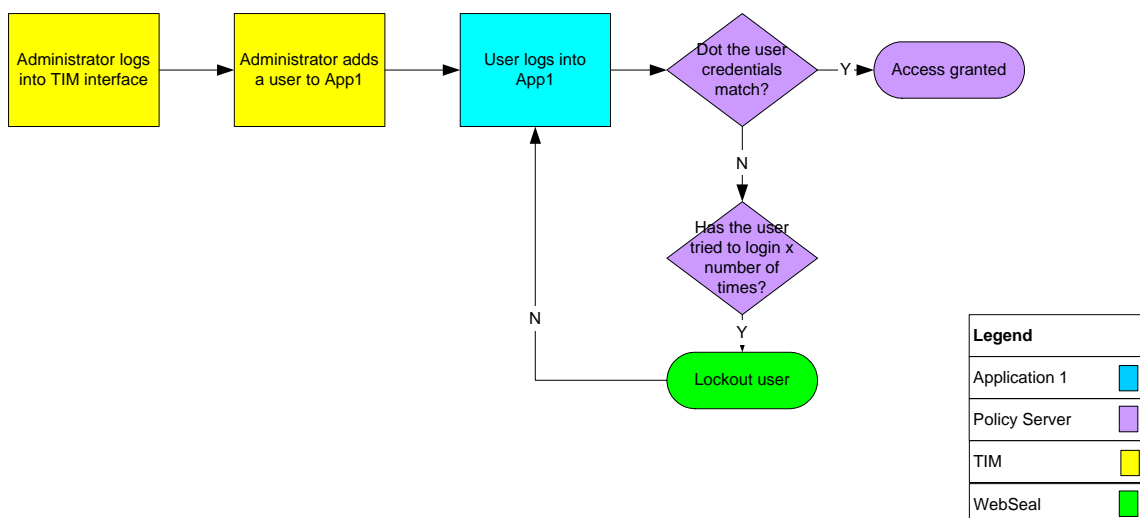 Administrator logs
into TIM interface
Administrator adds
a user to App1
User logs into
App1
Dot the user
credentials
match?
Y
Access granted
N
Has the user
tried to login x
number of
times?
N
Y
Lockout user
Legend
Application 1
Policy Server
TIM
WebSeal